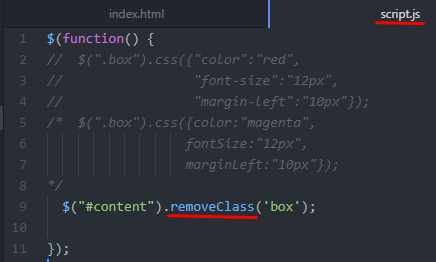 index.html script.js
1 $(function() {
2 //  $(".box").css({"color":"red",
3 //                 "font-size":"12px",
4 //                 "margin-left":"10px"});
5 /*  $(".box").css({color:"magenta",
6                    fontSize:"12px",
7                    marginLeft:"10px"});
8 */
9   $("#content").removeClass('box');
10
11 });